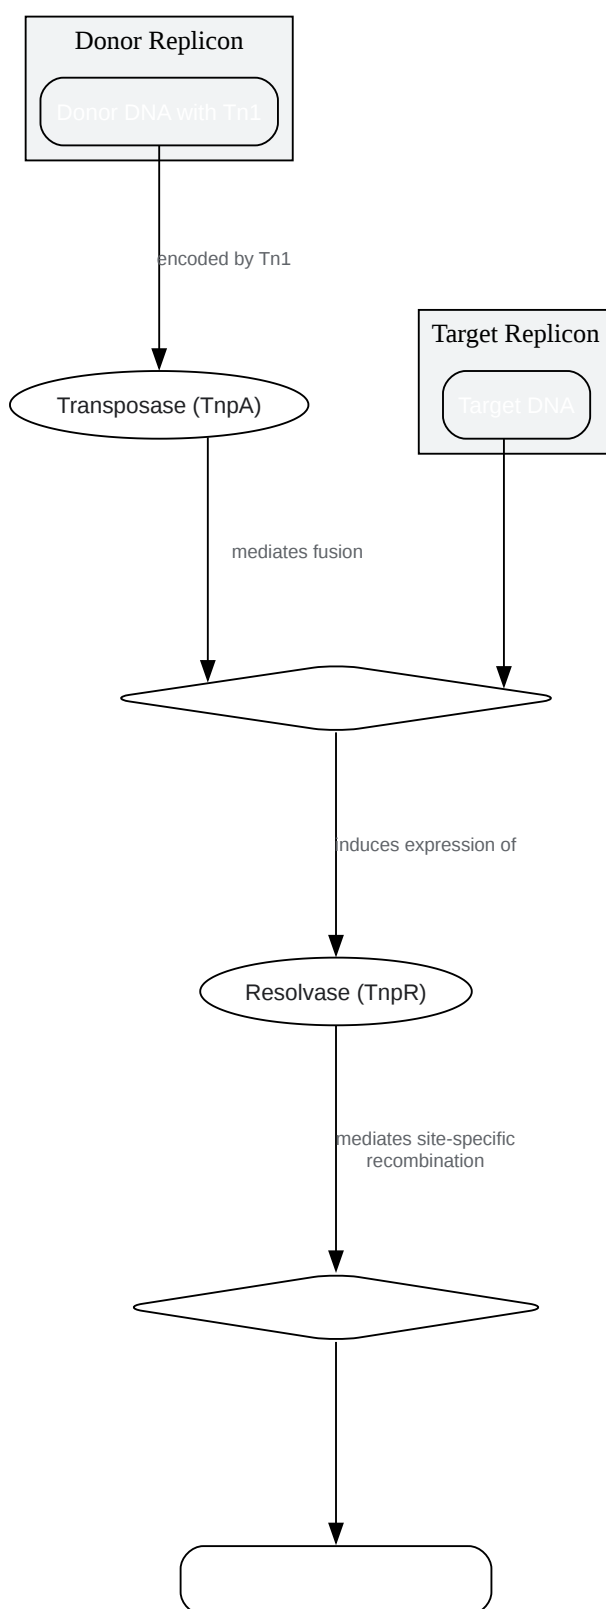 Donor Replicon
Donor DNA with Tn1
encoded by Tn1
Target Replicon
Transposase (TnpA)
Target DNA
mediates fusion
induces expression of
Resolvase (TnpR)
mediates site-specific
recombination